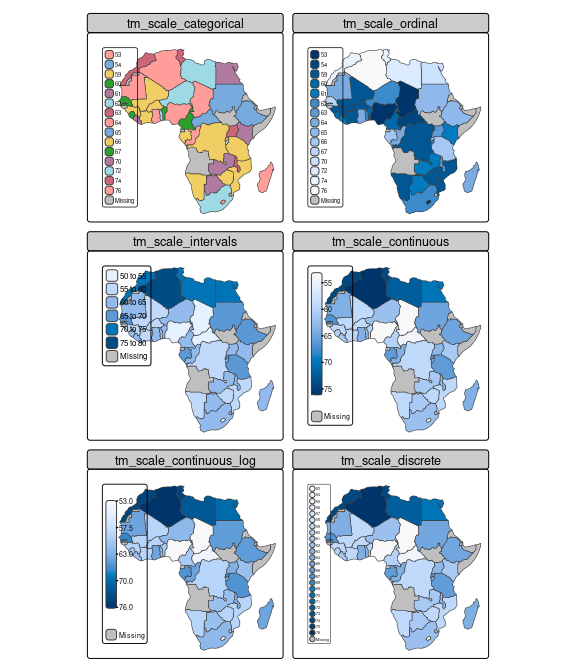 tm_scale_categorical
53
54
59
60
61
62
63
64
65
66
67
70
72
74
76
Missing
tm_scale_ordinal
53
54
59
60
61
62
63
64
65
66
67
70
72
74
76
Missing
tm_scale_intervals
50 to 55
55 to 60
60 to 65
65 to 70
70 to 75
75 to 80
Missing
tm_scale_continuous
55
60
65
70
75
Missing
tm_scale_continuous_log
53.0
57.5
63.0
70.0
76.0
Missing
tm_scale_discrete
Missing